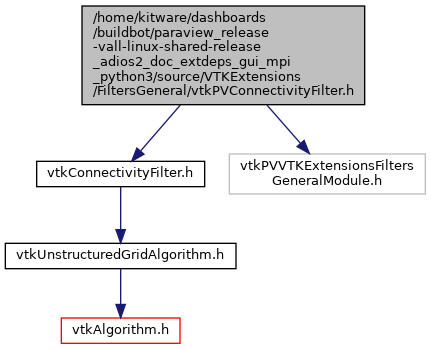 /home/kitware/dashboards
/buildbot/paraview_release
-vall-linux-shared-release
_adios2_doc_extdeps_gui_mpi
_python3/source/VTKExtensions
/FiltersGeneral/vtkPVConnectivityFilter.h
vtkConnectivityFilter.h
vtkPVVTKExtensionsFilters
GeneralModule.h
vtkUnstructuredGridAlgorithm.h
vtkAlgorithm.h